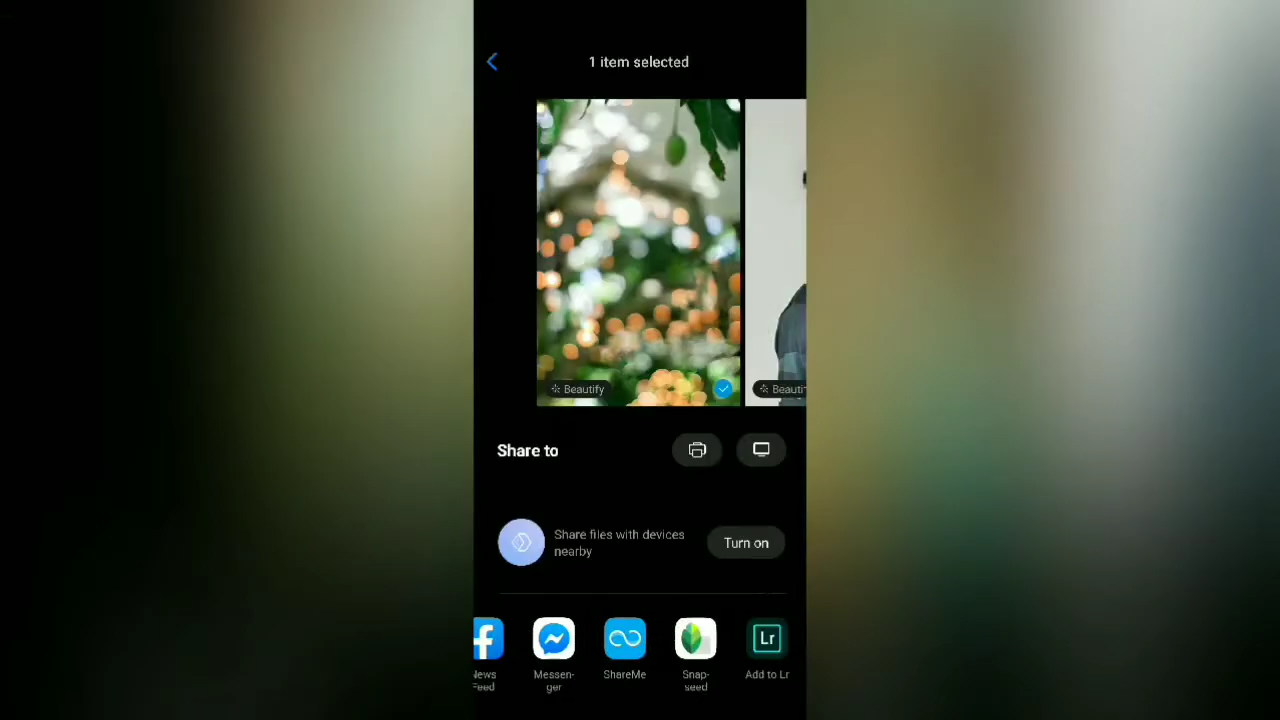 1 item selected
Beautify
Share to
Share files with devices
nearby
Turn on
Messen-
ger
ShareMe
Snap-
seed
Lr
Add to Lr
Feed